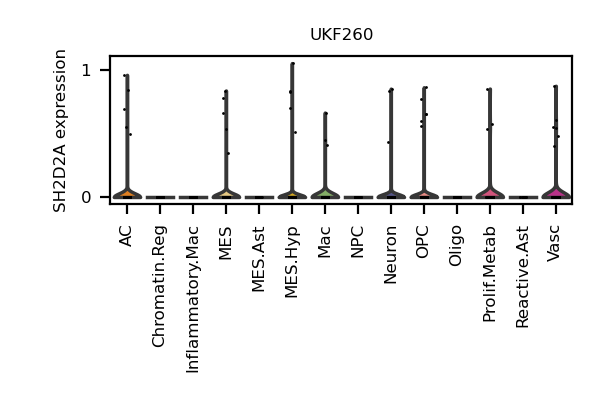 UKF260
SH2D2A expression
1
0
AC
Chromatin.Reg
Inflammatory.Mac
MES
MES.Ast
MES.Hyp
Mac
NPC
Neuron
OPC
Oligo
Prolif.Metab
Reactive.Ast
Vasc